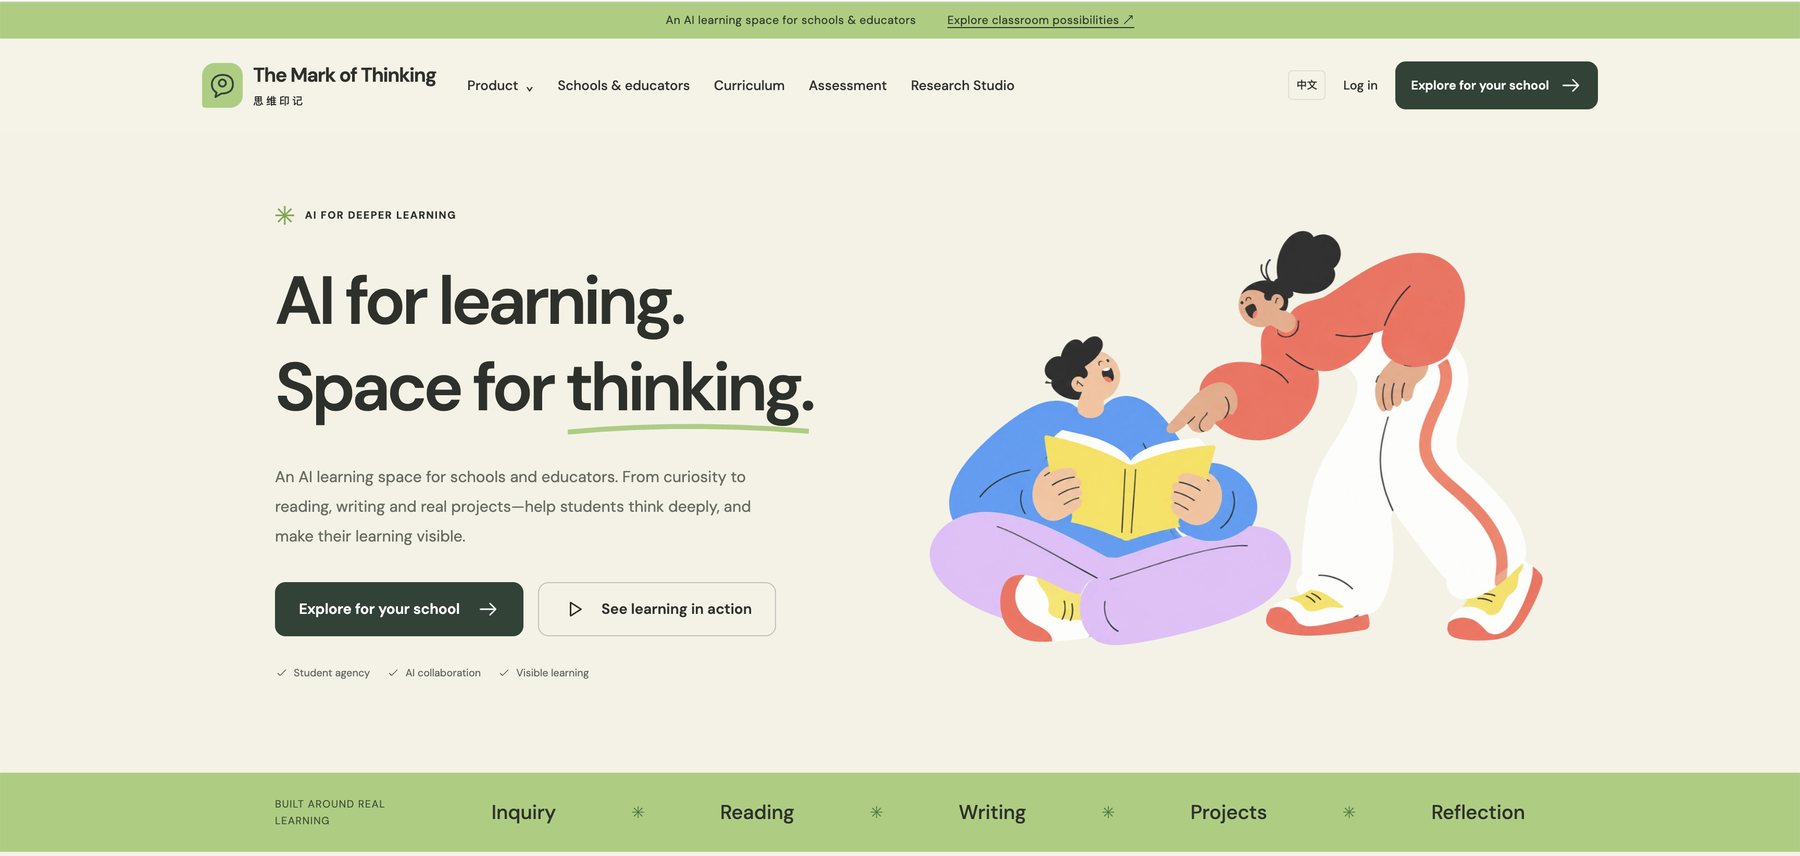 An AI learning space for schools & educators
Explore classroom possibilities ↗
The Mark of Thinking
思维印记
Product
Schools & educators
Curriculum
Assessment
Research Studio
中文
Log in
Explore for your school →
AI FOR DEEPER LEARNING
AI for learning.
Space for thinking.
An AI learning space for schools and educators. From curiosity to
reading, writing and real projects—help students think deeply, and
make their learning visible.
Explore for your school →
See learning in action
Student agency
AI collaboration
Visible learning
BUILT AROUND REAL
LEARNING
Inquiry
Reading
Writing
Projects
Reflection